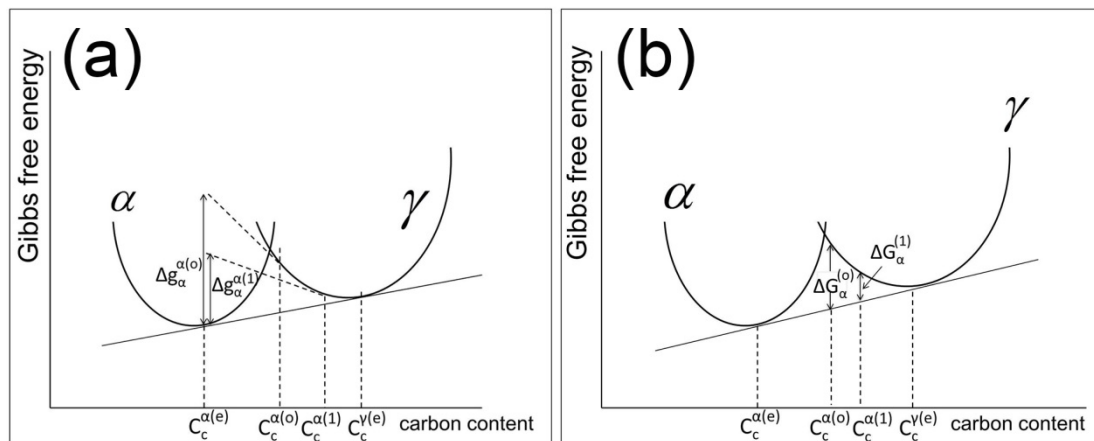 (a)
Gibbs free energy
α
γ
Δg_α^{α(o)}
Δg_α^{α(1)}
C_c^{α(e)} C_c^{α(o)} C_c^{α(1)} C_c^{γ(e)} carbon content
(b)
Gibbs free energy
γ
α
ΔG_α^{(1)}
ΔG_α^{(o)}
C_c^{α(e)} C_c^{α(o)} C_c^{α(1)} C_c^{γ(e)} carbon content